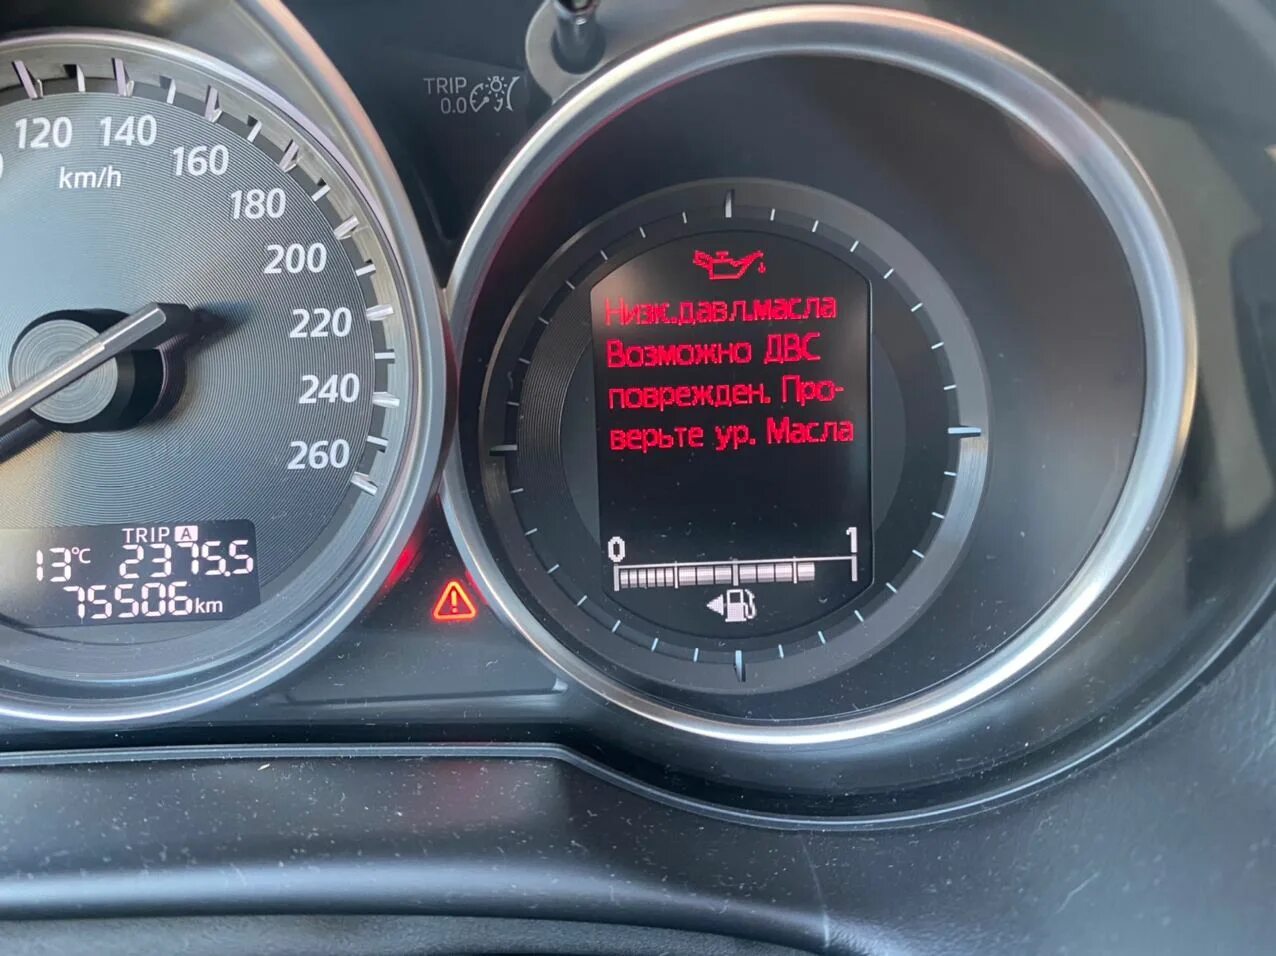 TRIP
0.0
120 140
160
km/h
180
200
220
240
260
TRIP A
13°C 2375.5
75506 km
Низк.давл.масла
Возможно ДВС
поврежден. Про-
верьте ур. Масла
0 1